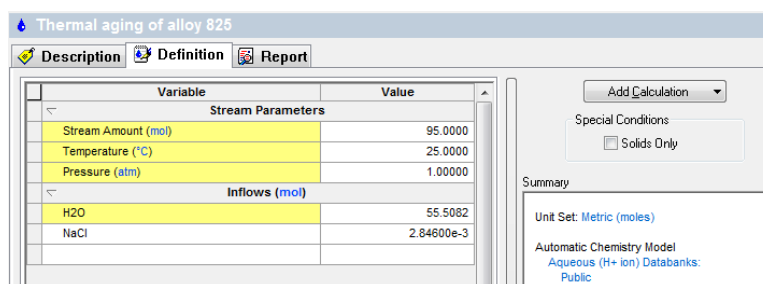 Thermal aging of alloy 825
Description Definition Report
Variable Value
Stream Parameters
Stream Amount (mol) 95.0000
Temperature (°C) 25.0000
Pressure (atm) 1.00000
Inflows (mol)
H2O 55.5082
NaCl 2.84600e-3
Add Calculation
Special Conditions
Solids Only
Summary
Unit Set: Metric (moles)
Automatic Chemistry Model
Aqueous (H+ ion) Databanks:
Public